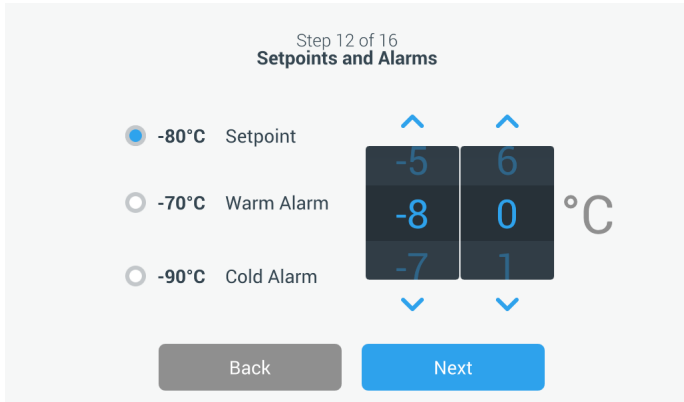 Step 12 of 16
Setpoints and Alarms
-80°C Setpoint
-70°C Warm Alarm
-90°C Cold Alarm
-5 6
-8 0 °C
-7 1
Back Next